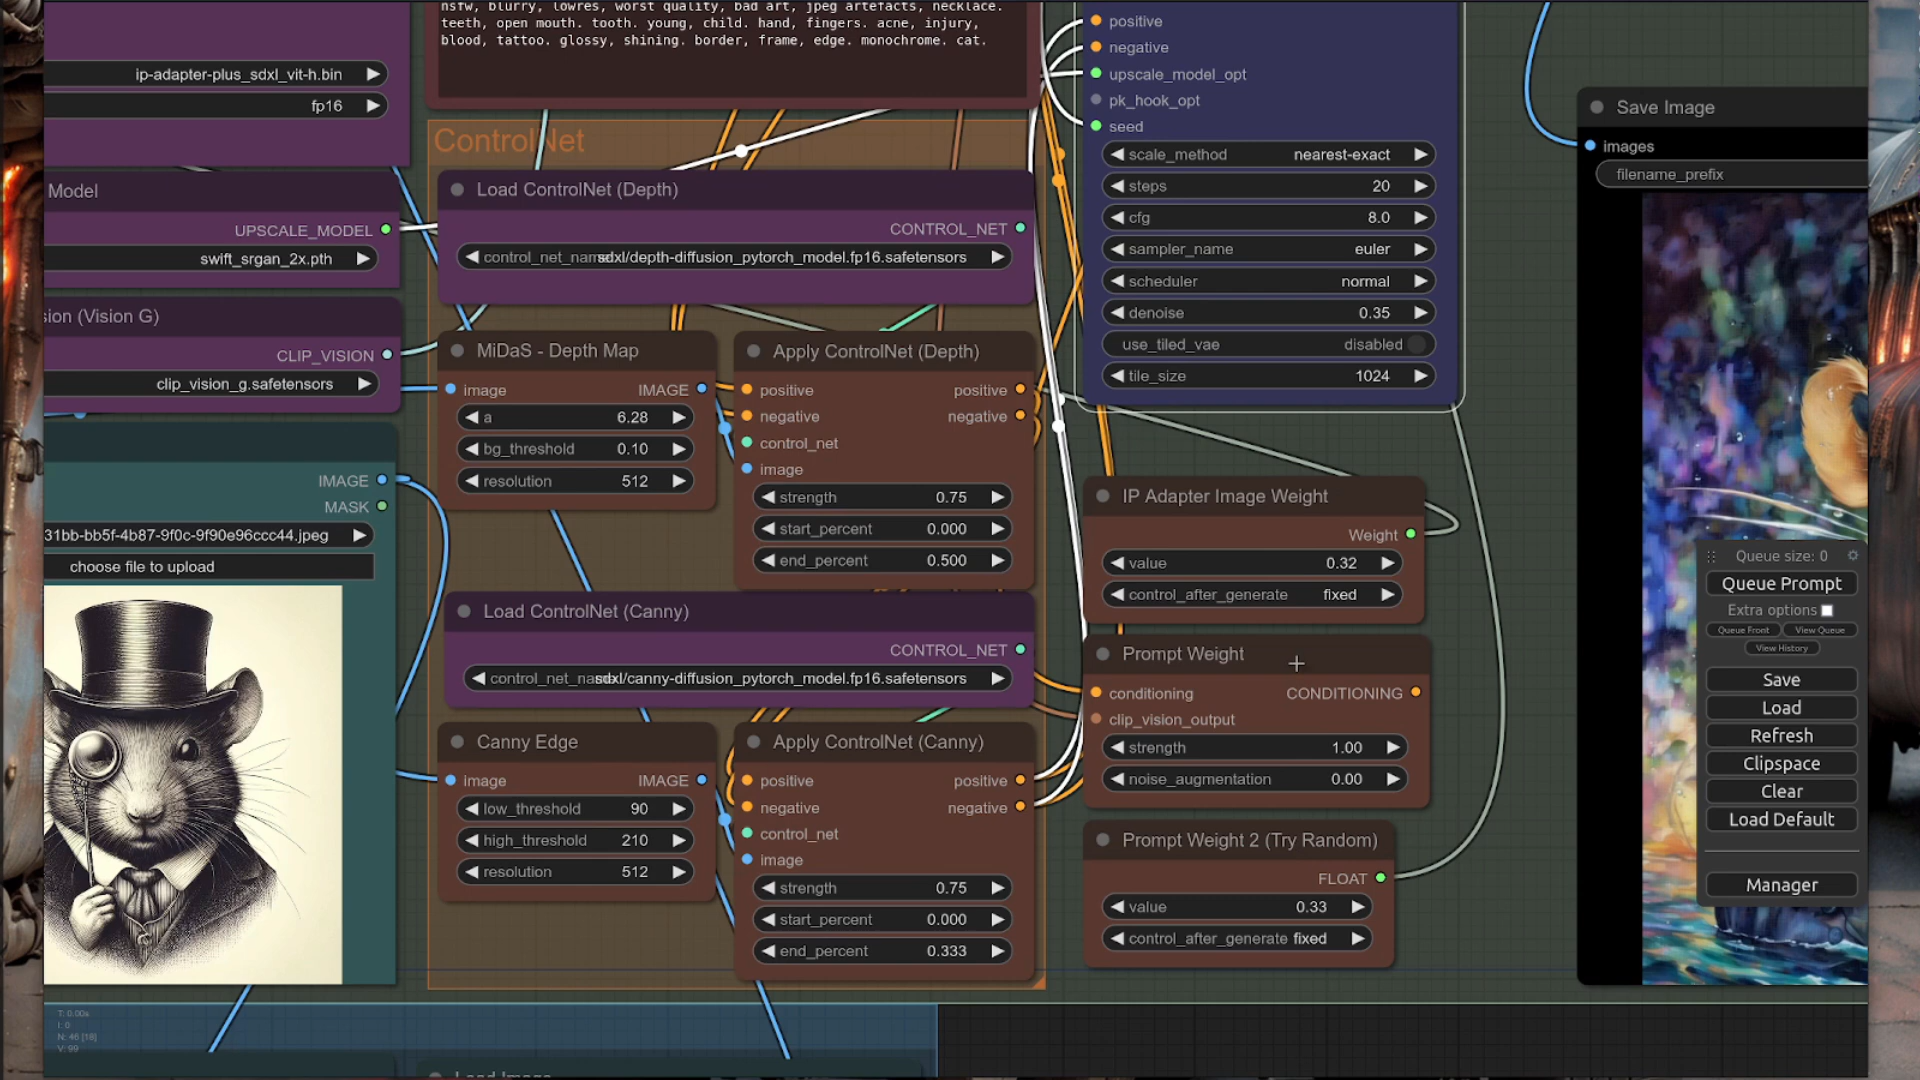 nsfw, blurry, lowres, worst quality, bad art, jpeg artefacts, necklace.
teeth, open mouth. tooth. young, child. hand, fingers. acne, injury,
blood, tattoo. glossy, shining. border, frame, edge. monochrome. cat.
ip-adapter-plus_sdxl_vit-h.bin
fp16
Model
UPSCALE_MODEL
swift_srgan_2x.pth
sion (Vision G)
CLIP_VISION
clip_vision_g.safetensors
IMAGE
MASK
31bb-bb5f-4b87-9f0c-9f90e96ccc44.jpeg
choose file to upload
ControlNet
Load ControlNet (Depth)
CONTROL_NET
control_net_name sdxl/depth-diffusion_pytorch_model.fp16.safetensors
MiDaS - Depth Map
image IMAGE
a 6.28
bg_threshold 0.10
resolution 512
Apply ControlNet (Depth)
positive positive
negative negative
control_net
image
strength 0.75
start_percent 0.000
end_percent 0.500
Load ControlNet (Canny)
CONTROL_NET
control_net_name sdxl/canny-diffusion_pytorch_model.fp16.safetensors
Canny Edge
image IMAGE
low_threshold 90
high_threshold 210
resolution 512
Apply ControlNet (Canny)
positive positive
negative negative
control_net
image
strength 0.75
start_percent 0.000
end_percent 0.333
positive
negative
upscale_model_opt
pk_hook_opt
seed
scale_method nearest-exact
steps 20
cfg 8.0
sampler_name euler
scheduler normal
denoise 0.35
use_tiled_vae disabled
tile_size 1024
IP Adapter Image Weight
Weight
value 0.32
control_after_generate fixed
Prompt Weight
conditioning CONDITIONING
clip_vision_output
strength 1.00
noise_augmentation 0.00
Prompt Weight 2 (Try Random)
FLOAT
value 0.33
control_after_generate fixed
Save Image
images
filename_prefix
Queue size: 0
Queue Prompt
Extra options
Queue Front View Queue
View History
Save
Load
Refresh
Clipspace
Clear
Load Default
Manager
T: 0.00s
I: 0
N: 46 [18]
V: 99
Load Image